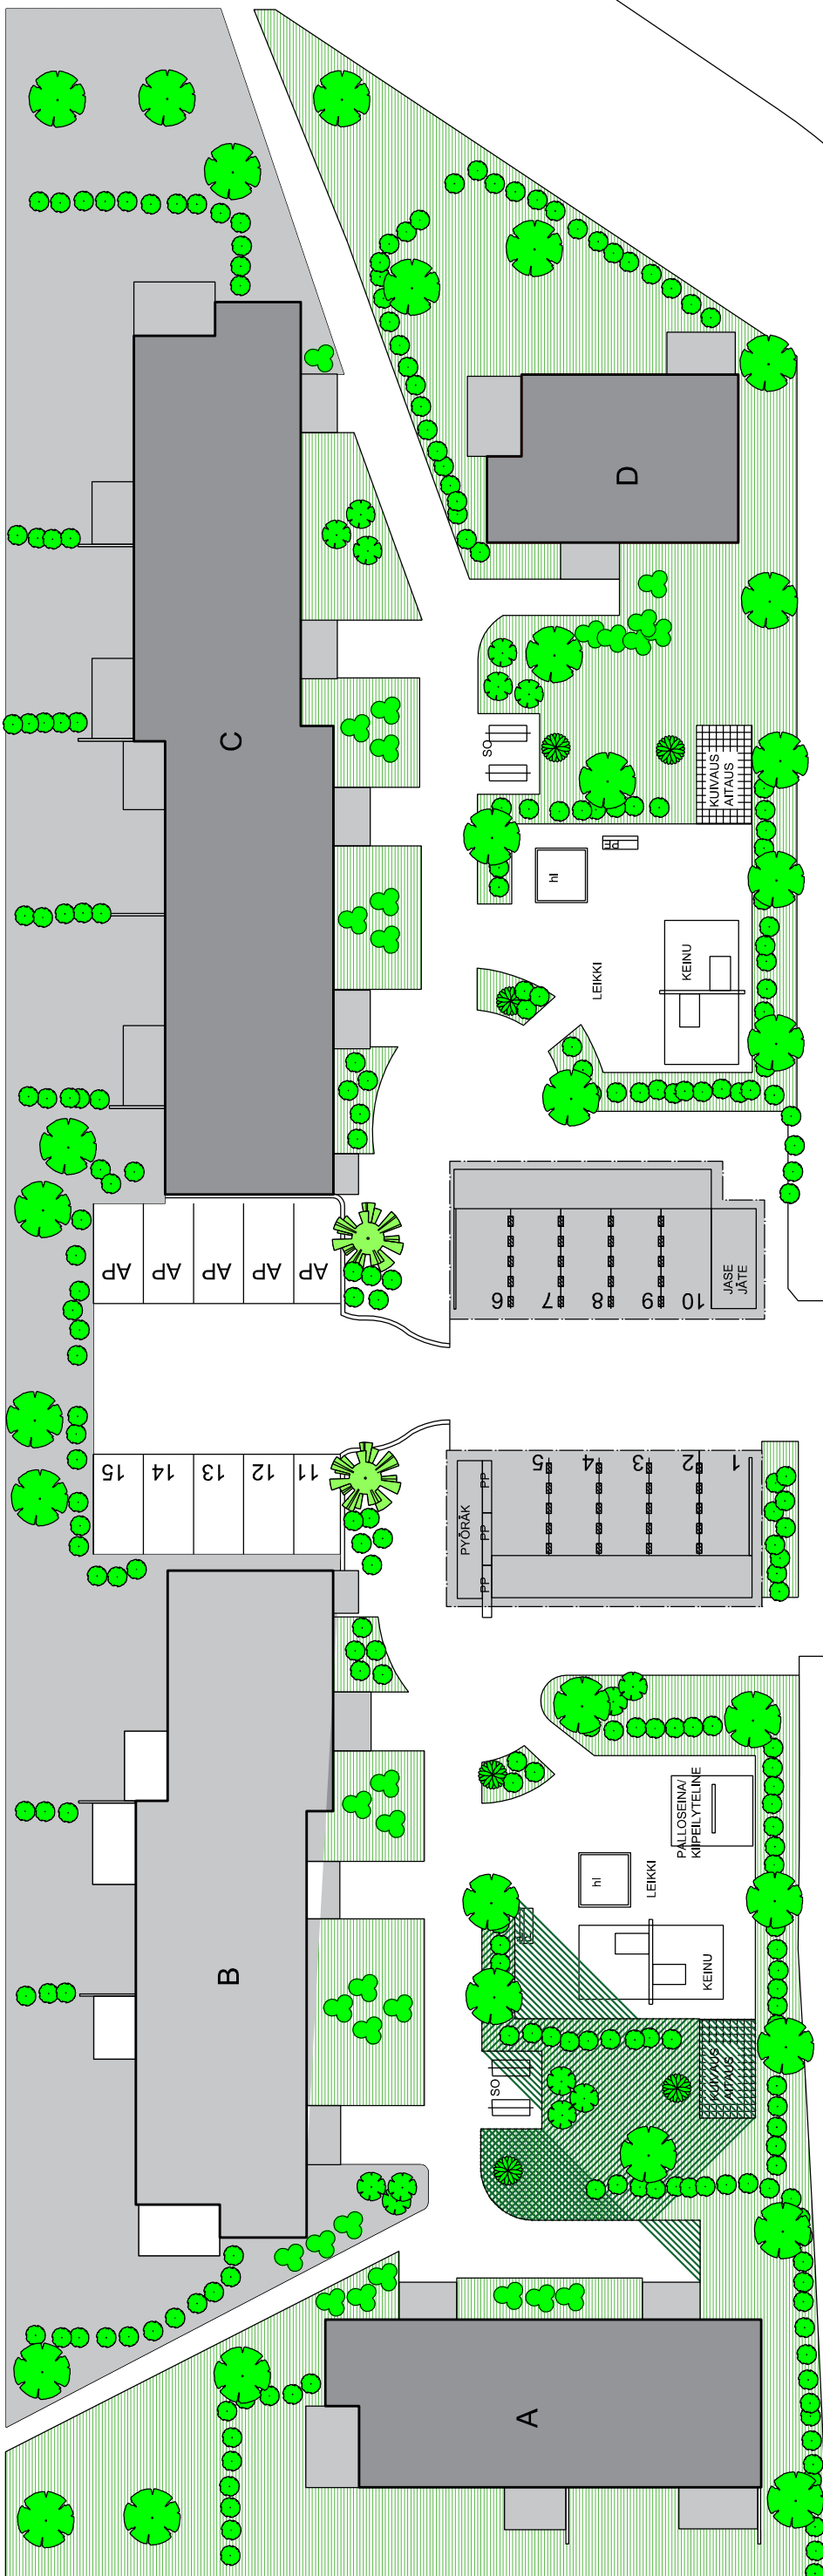 D
C
SO
KUIVAUS
AITAUS
hl
PE
LEIKKI
KEINU
AP
AP
AP
AP
AP
6
7
8
9
10
JASE
JÄTE
15
14
13
12
11
PYÖRÄK
PP
PP
PP
5
4
3
2
1
PALLOSEINA/
KIIPEILYTELINE
hl
LEIKKI
KEINU
B
SO
KUIVAUS
AITAUS
A